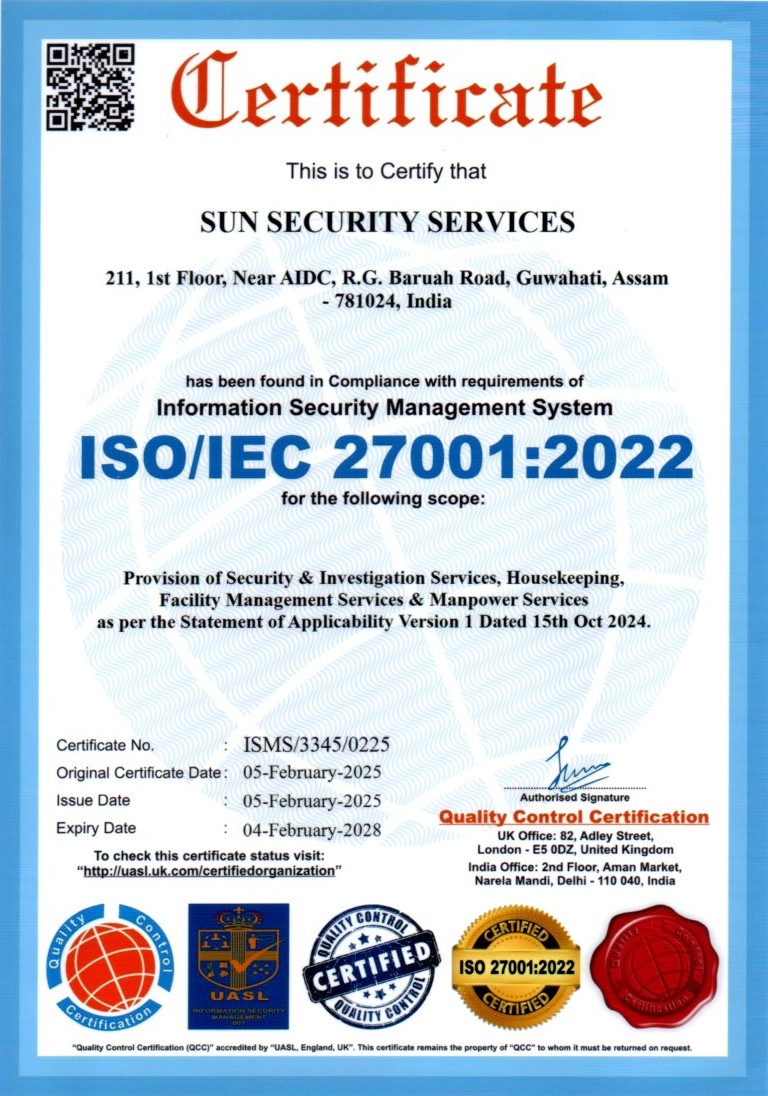 Certificate
This is to Certify that
SUN SECURITY SERVICES
211, 1st Floor, Near AIDC, R.G. Baruah Road, Guwahati, Assam
- 781024, India
has been found in Compliance with requirements of
Information Security Management System
ISO/IEC 27001:2022
for the following scope:
Provision of Security & Investigation Services, Housekeeping,
Facility Management Services & Manpower Services
as per the Statement of Applicability Version 1 Dated 15th Oct 2024.
Certificate No. : ISMS/3345/0225
Original Certificate Date : 05-February-2025
Issue Date : 05-February-2025
Expiry Date : 04-February-2028
To check this certificate status visit:
“http://uasl.uk.com/certifiedorganization”
Authorised Signature
Quality Control Certification
UK Office: 82, Adley Street,
London - E5 0DZ, United Kingdom
India Office: 2nd Floor, Aman Market,
Narela Mandi, Delhi - 110 040, India
Quality Control
Certification
UASL
INFORMATION SECURITY
MANAGEMENT
QUALITY CONTROL
CERTIFIED
QUALITY CONTROL
CERTIFIED
ISO 27001:2022
CERTIFIED
Quality Control
Certification
"Quality Control Certification (QCC)" accredited by "UASL, England, UK". This certificate remains the property of "QCC" to whom it must be returned on request.